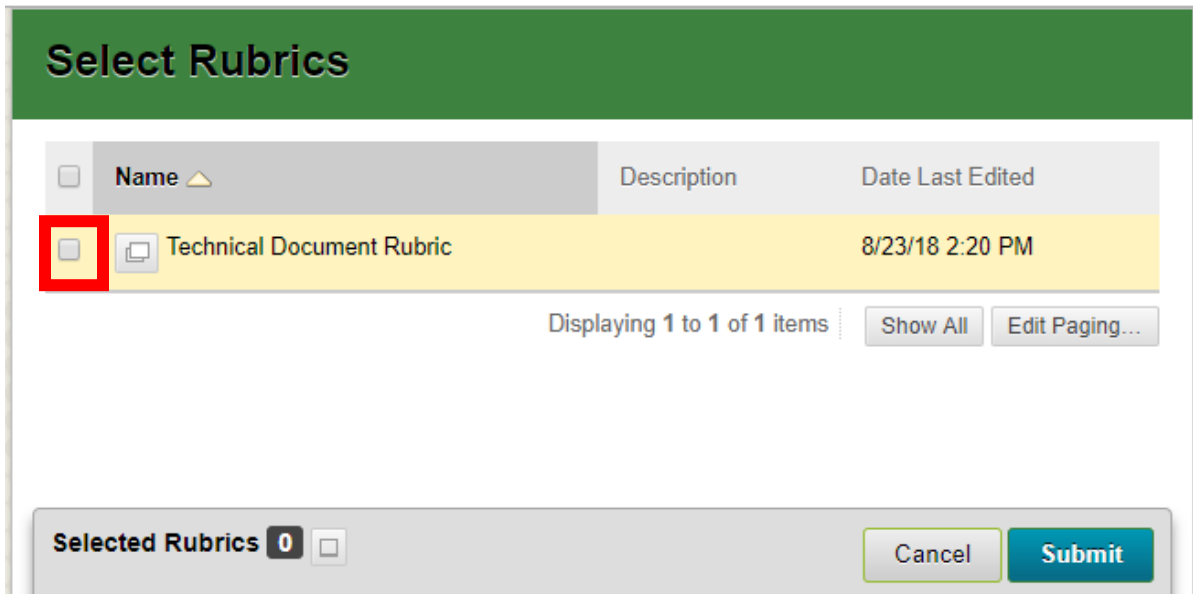 Select Rubrics
Name Description Date Last Edited
Technical Document Rubric 8/23/18 2:20 PM
Displaying 1 to 1 of 1 items Show All Edit Paging...
Selected Rubrics 0 Cancel Submit